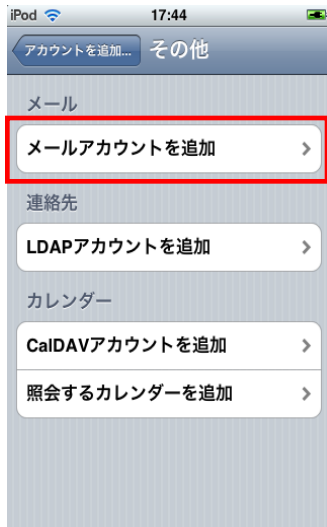 iPod 17:44
アカウントを追加... その他
メール
メールアカウントを追加
連絡先
LDAPアカウントを追加
カレンダー
CalDAVアカウントを追加
照会するカレンダーを追加